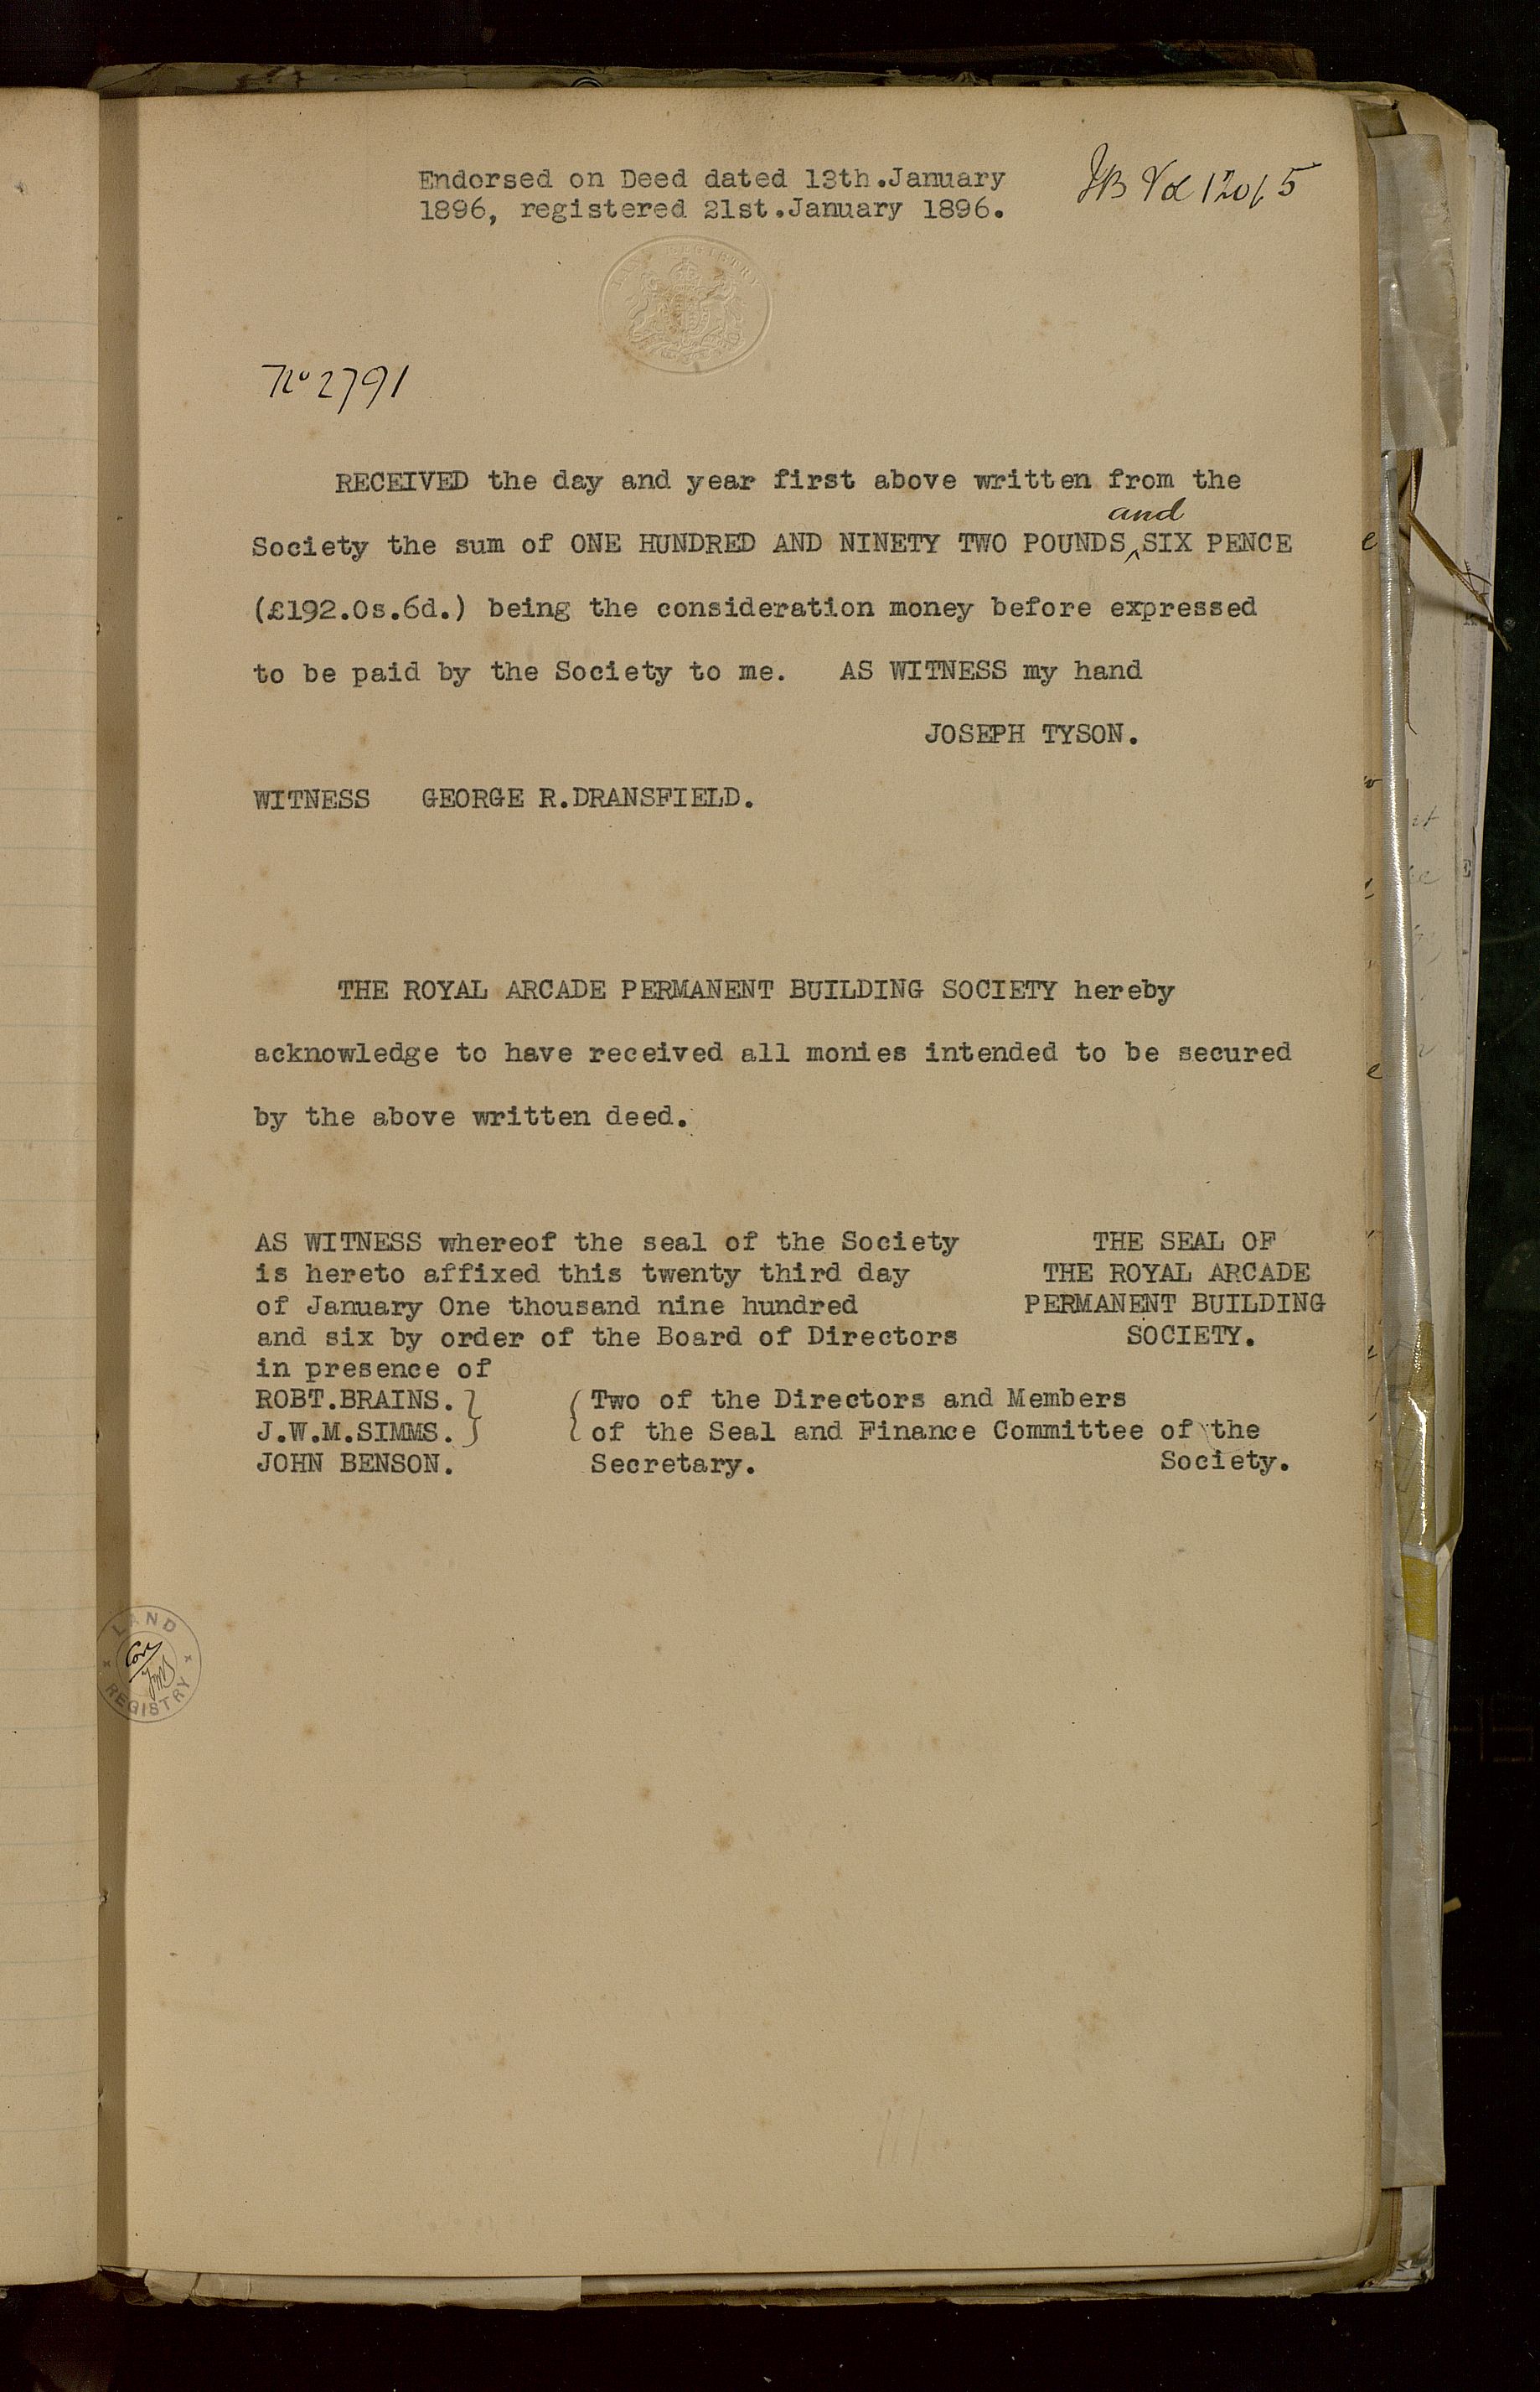 Endorsed on Deed dated 13th.January
1896, registered 21st.January 1896.
No 2791
RECEIVED the day and year first above written from the
and
Society the sum of ONE HUNDRED AND NINETY TWO POUNDS^SIX PENCE
(£192.0s.6d.) being the consideration money before expressed
to be paid by the Society to me. AS WITNESS my hand
JOSEPH TYSON.
WITNESS GEORGE R.DRANSFIELD.
THE ROYAL ARCADE PERMANENT BUILDING SOCIETY hereby
acknowledge to have received all monies intended to be secured
by the above written deed.
AS WITNESS whereof the seal of the Society
is hereto affixed this twenty third day
of January One thousand nine hundred
and six by order of the Board of Directors
in presence of
THE SEAL OF
THE ROYAL ARCADE
PERMANENT BUILDING
SOCIETY.
ROBT.BRAINS. } { Two of the Directors and Members
J.W.M.SIMMS. } { of the Seal and Finance Committee of the
JOHN BENSON. Secretary. Society.
LAND
REGISTRY